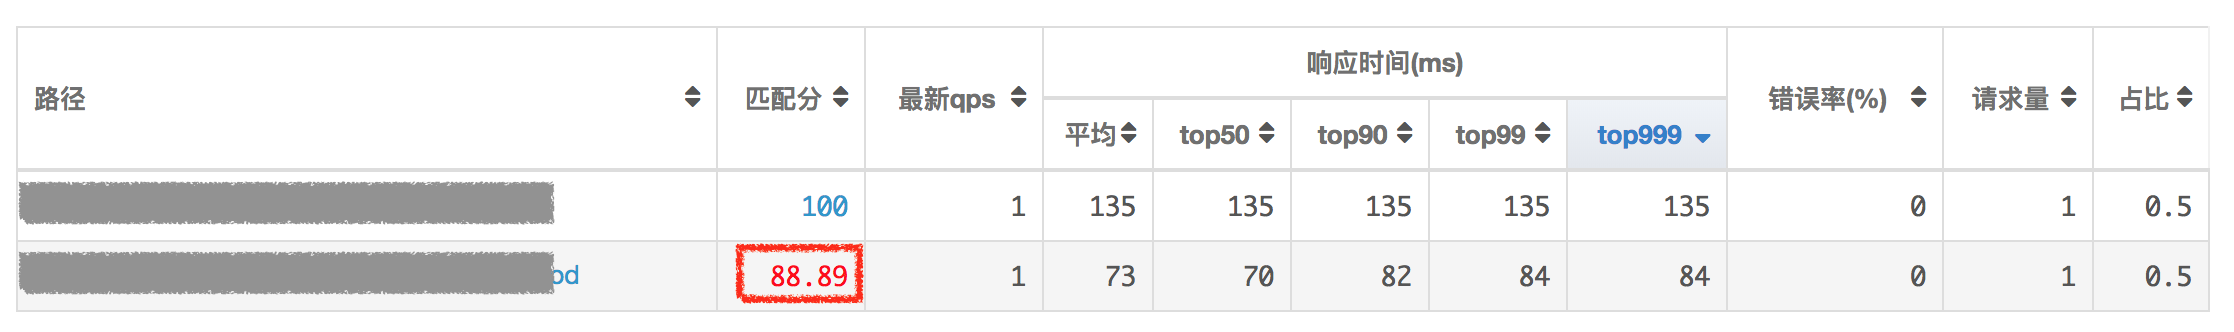 路径 匹配分 最新qps 响应时间(ms) 错误率(%) 请求量 占比
平均 top50 top90 top99 top999
100 1 135 135 135 135 135 0 1 0.5
od 88.89 1 73 70 82 84 84 0 1 0.5